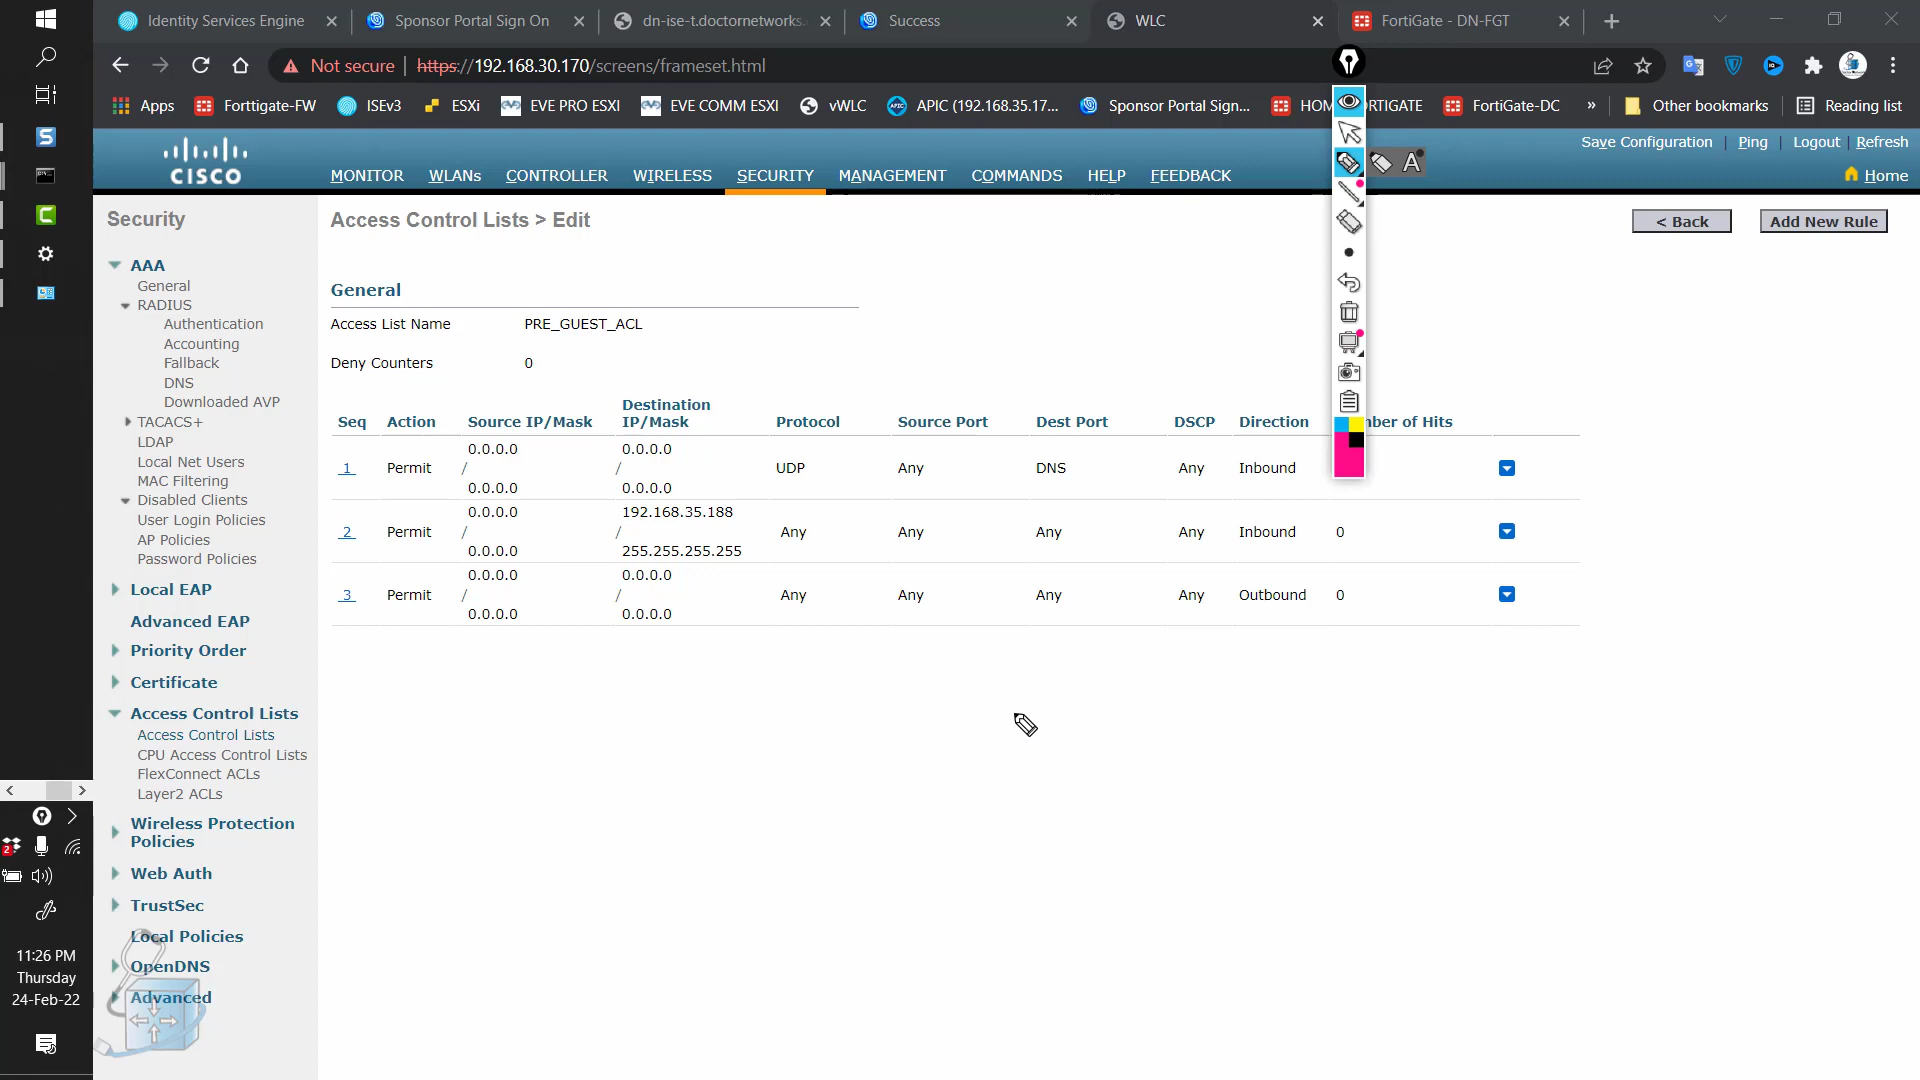 Identity Services Engine
Sponsor Portal Sign On
dn-ise-t.doctornetworks.
Success
WLC
FortiGate - DN-FGT
Not secure | https://192.168.30.170/screens/frameset.html
Apps
Forttigate-FW
ISEv3
ESXi
EVE PRO ESXI
EVE COMM ESXI
vWLC
APIC (192.168.35.17...
Sponsor Portal Sign...
FortiGate-DC
»
Other bookmarks
Reading list
Save Configuration | Ping | Logout | Refresh
CISCO
MONITOR WLANs CONTROLLER WIRELESS SECURITY MANAGEMENT COMMANDS HELP FEEDBACK
Home
A
Security
AAA
General
RADIUS
Authentication
Accounting
Fallback
DNS
Downloaded AVP
TACACS+
LDAP
Local Net Users
MAC Filtering
Disabled Clients
User Login Policies
AP Policies
Password Policies
Local EAP
Advanced EAP
Priority Order
Certificate
Access Control Lists
Access Control Lists
CPU Access Control Lists
FlexConnect ACLs
Layer2 ACLs
Wireless Protection
Policies
Web Auth
TrustSec
Local Policies
OpenDNS
Advanced
Access Control Lists > Edit
< Back
Add New Rule
General
Access List Name PRE_GUEST_ACL
Deny Counters 0
Seq Action Source IP/Mask Destination IP/Mask Protocol Source Port Dest Port DSCP Direction of Hits
1 Permit 0.0.0.0 / 0.0.0.0 0.0.0.0 / 0.0.0.0 UDP Any DNS Any Inbound
2 Permit 0.0.0.0 / 0.0.0.0 192.168.35.188 / 255.255.255.255 Any Any Any Any Inbound 0
3 Permit 0.0.0.0 / 0.0.0.0 0.0.0.0 / 0.0.0.0 Any Any Any Any Outbound 0
2
11:26 PM
Thursday
24-Feb-22